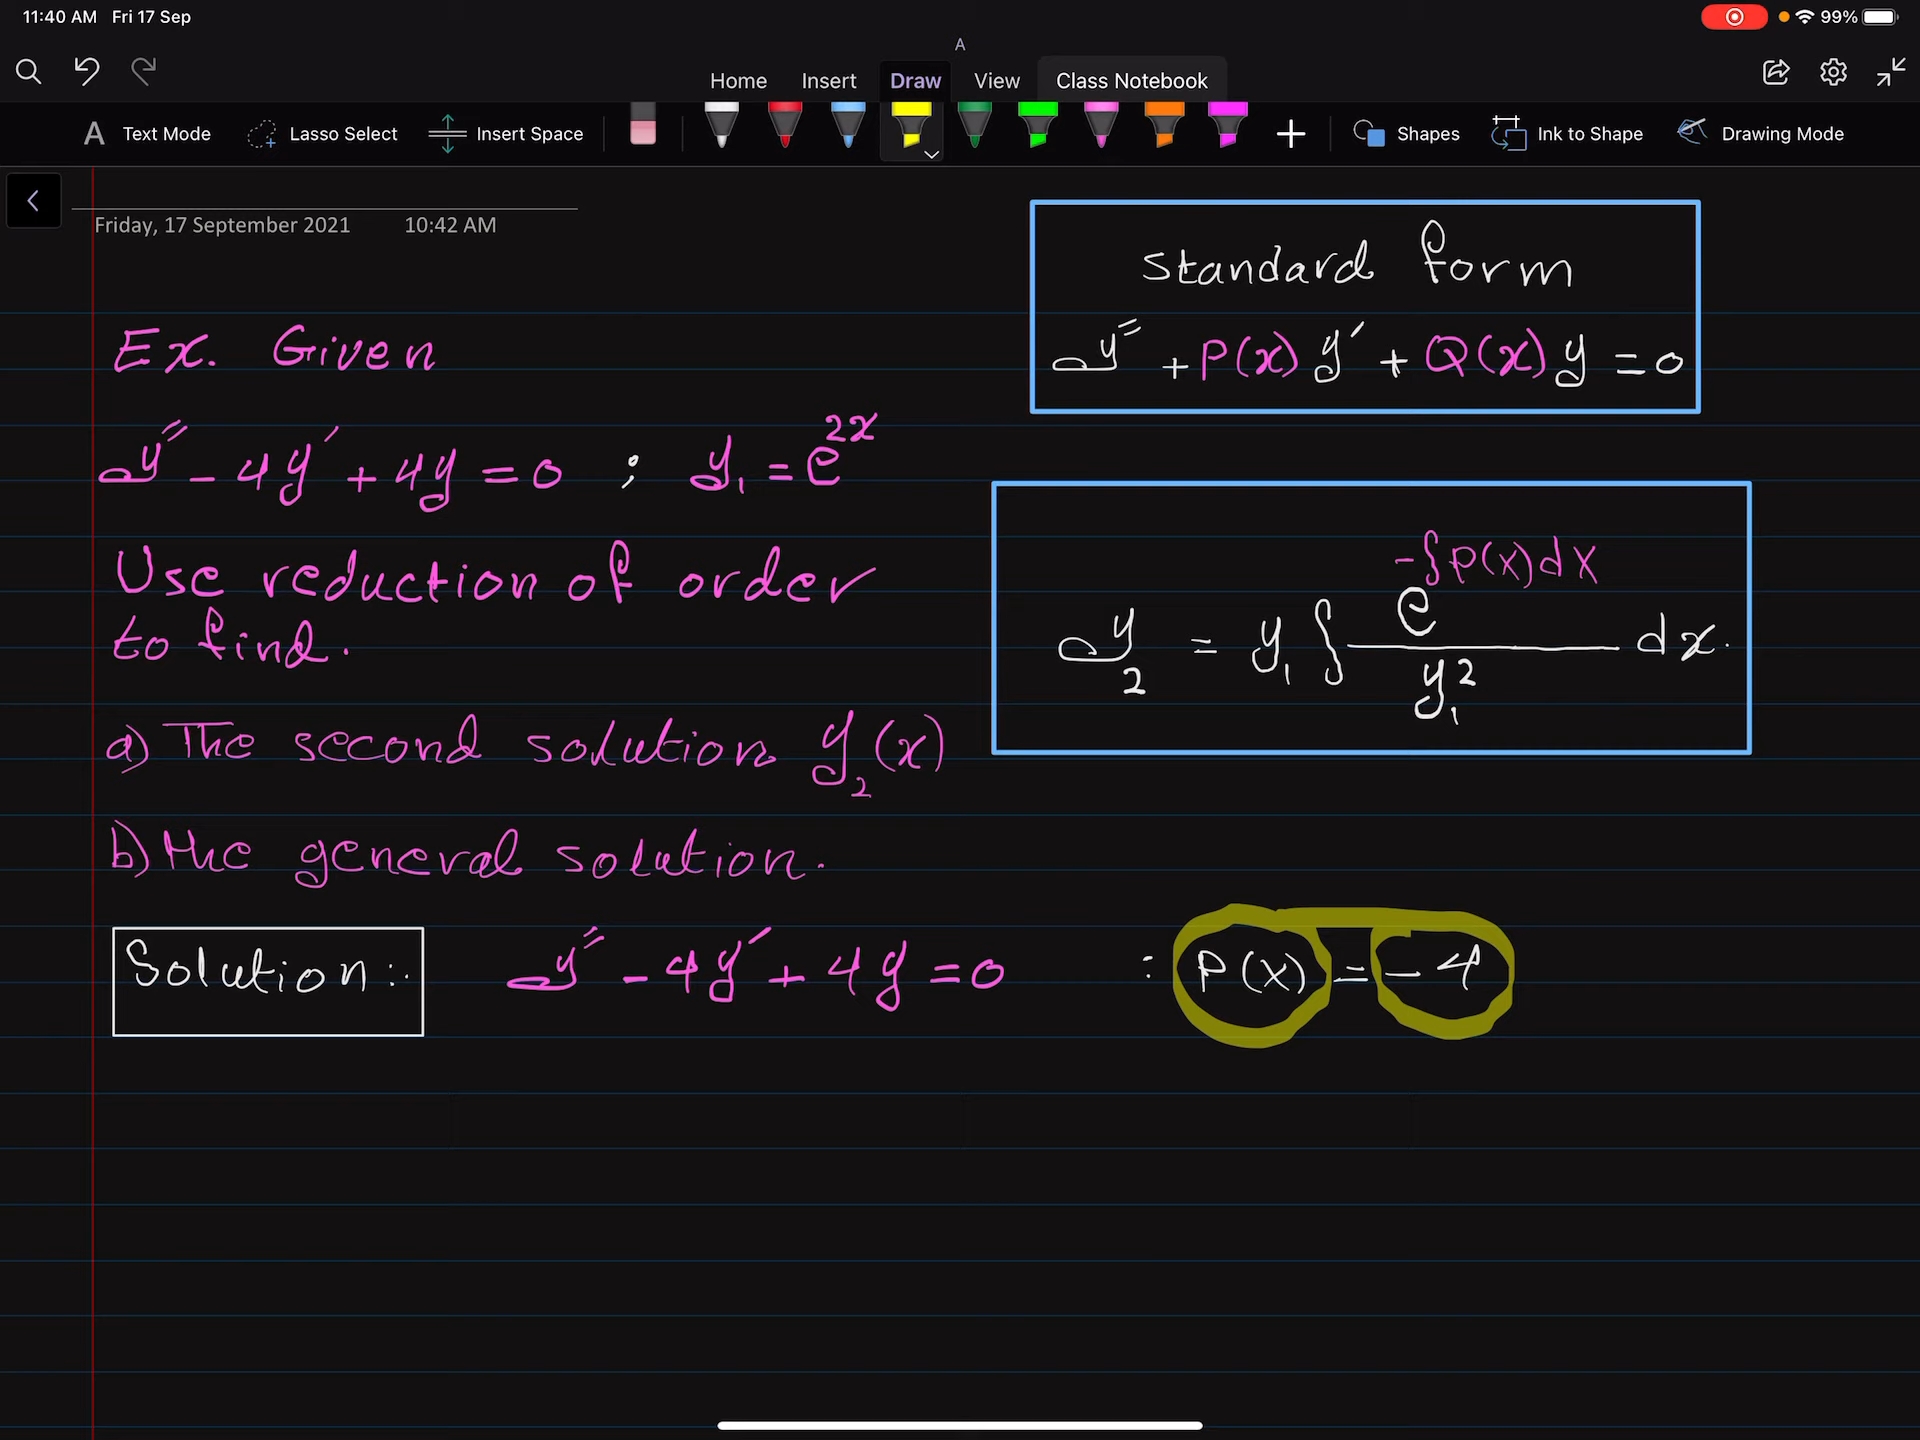 11:40 AM Fri 17 Sep 99%
A
Home Insert Draw View Class Notebook
A Text Mode Lasso Select Insert Space Shapes Ink to Shape Drawing Mode
Friday, 17 September 2021 10:42 AM
Standard form
y'' + P(x) y' + Q(x) y = 0
Ex. Given
y'' - 4y' + 4y = 0 ; y₁ = e^{2x}
Use reduction of order
to find.
y₂ = y₁ ∫ e^{-∫P(x)dx} / y₁² dx.
a) The second solution y₂(x)
b) the general solution.
Solution:. y'' - 4y' + 4y = 0 : P(x) = -4